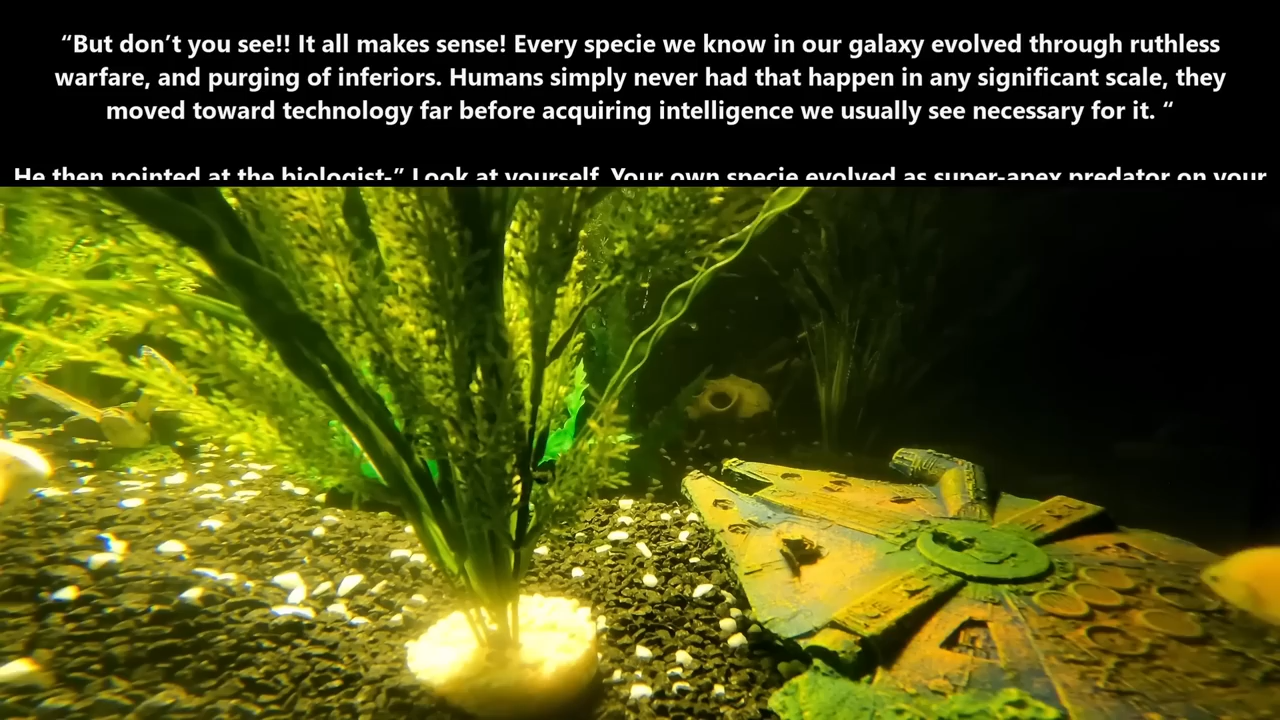 “But don’t you see!! It all makes sense! Every specie we know in our galaxy evolved through ruthless
warfare, and purging of inferiors. Humans simply never had that happen in any significant scale, they
moved toward technology far before acquiring intelligence we usually see necessary for it. “
He then pointed at the biologist-” Look at yourself. Your own specie evolved as super-apex predator on your